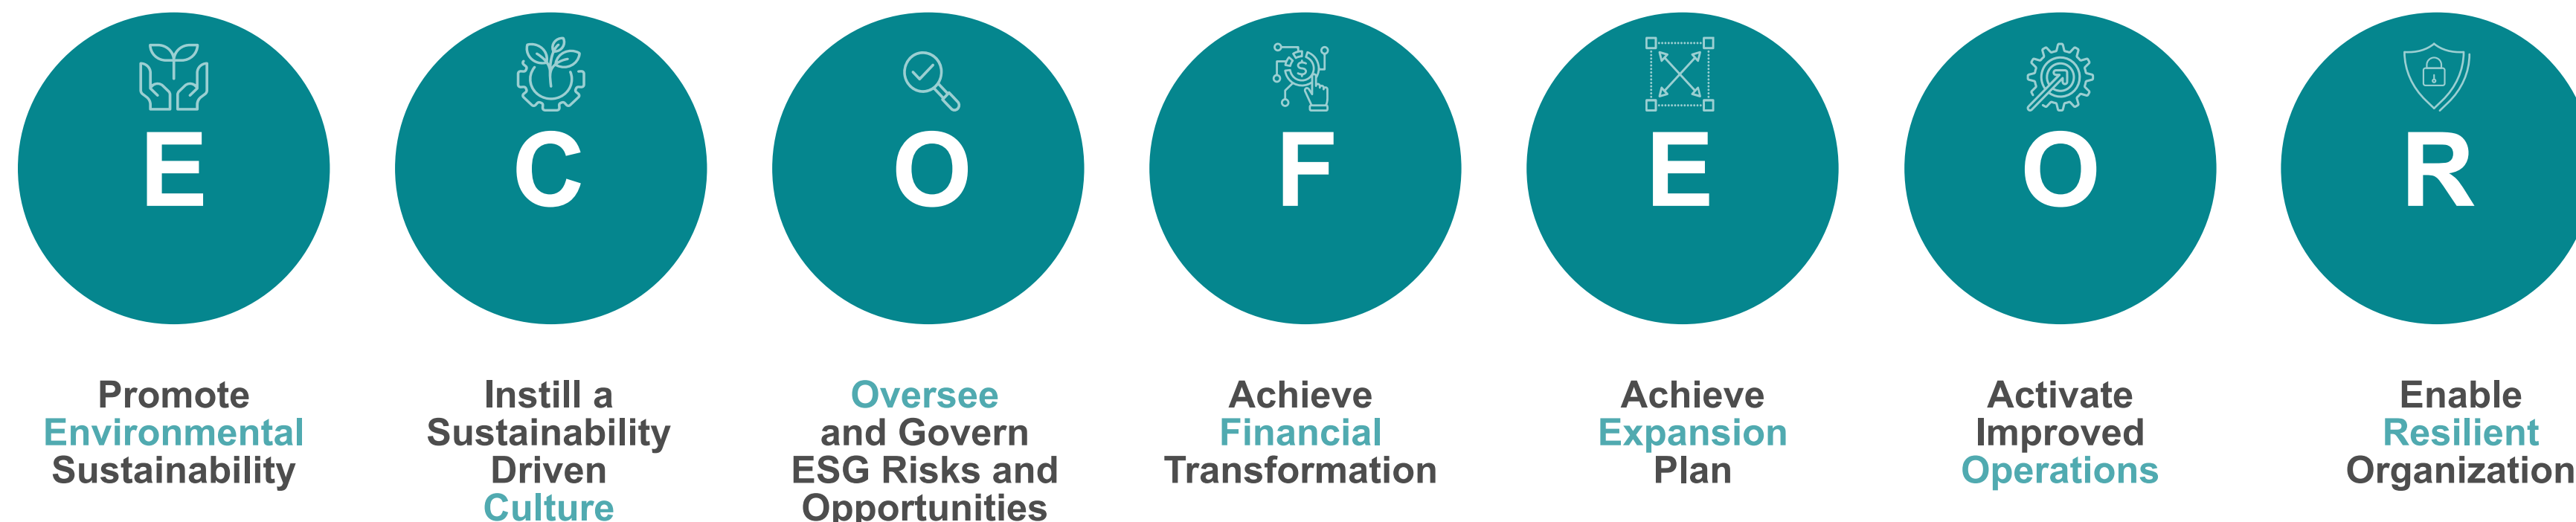 E
C
O
F
E
O
R
Promote
Environmental
Sustainability
Instill a
Sustainability
Driven
Culture
Oversee
and Govern
ESG Risks and
Opportunities
Achieve
Financial
Transformation
Achieve
Expansion
Plan
Activate
Improved
Operations
Enable
Resilient
Organization